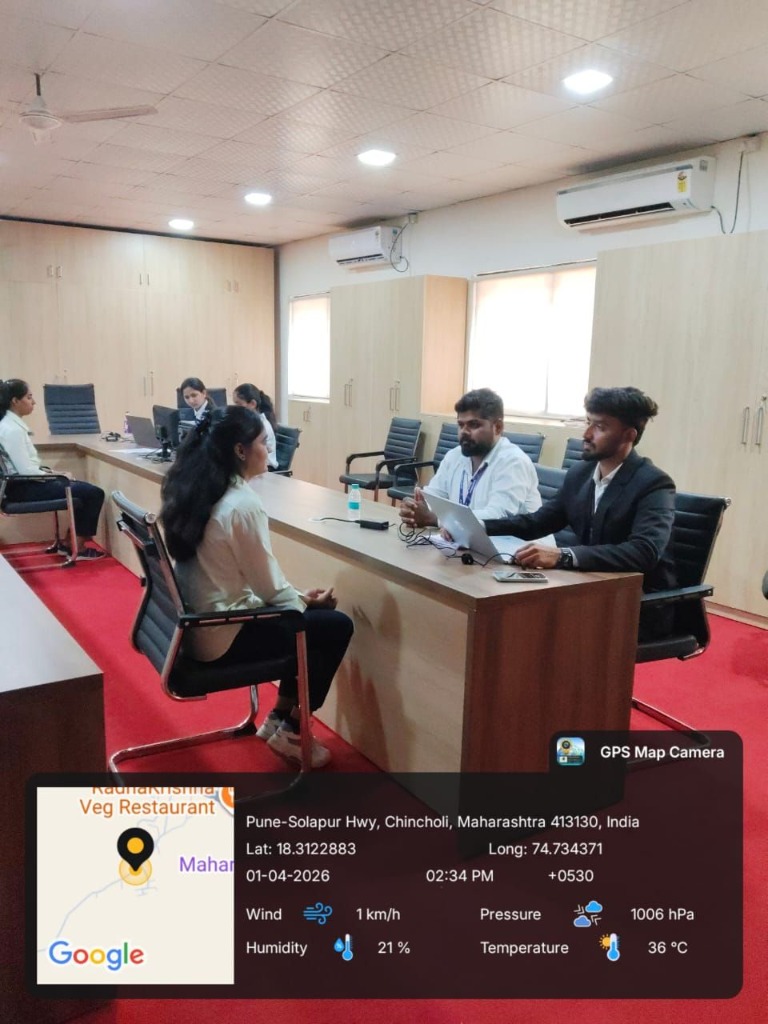 GPS Map Camera
Veg Restaurant
Google
Pune-Solapur Hwy, Chincholi, Maharashtra 413130, India
Lat: 18.3122883 Long: 74.734371
01-04-2026 02:34 PM +0530
Wind 1 km/h Pressure 1006 hPa
Humidity 21 % Temperature 36 °C